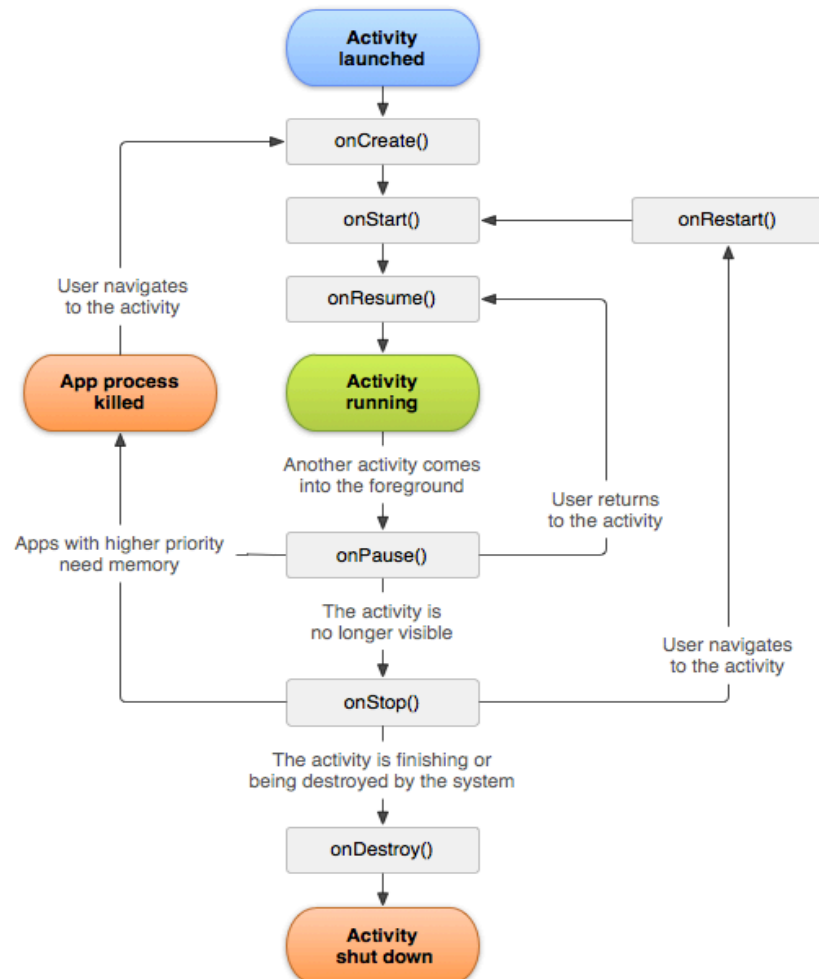 Activity
launched
onCreate()
onStart()
onRestart()
User navigates
to the activity
onResume()
App process
killed
Activity
running
Another activity comes
into the foreground
User returns
to the activity
Apps with higher priority
need memory
onPause()
The activity is
no longer visible
User navigates
to the activity
onStop()
The activity is finishing or
being destroyed by the system
onDestroy()
Activity
shut down